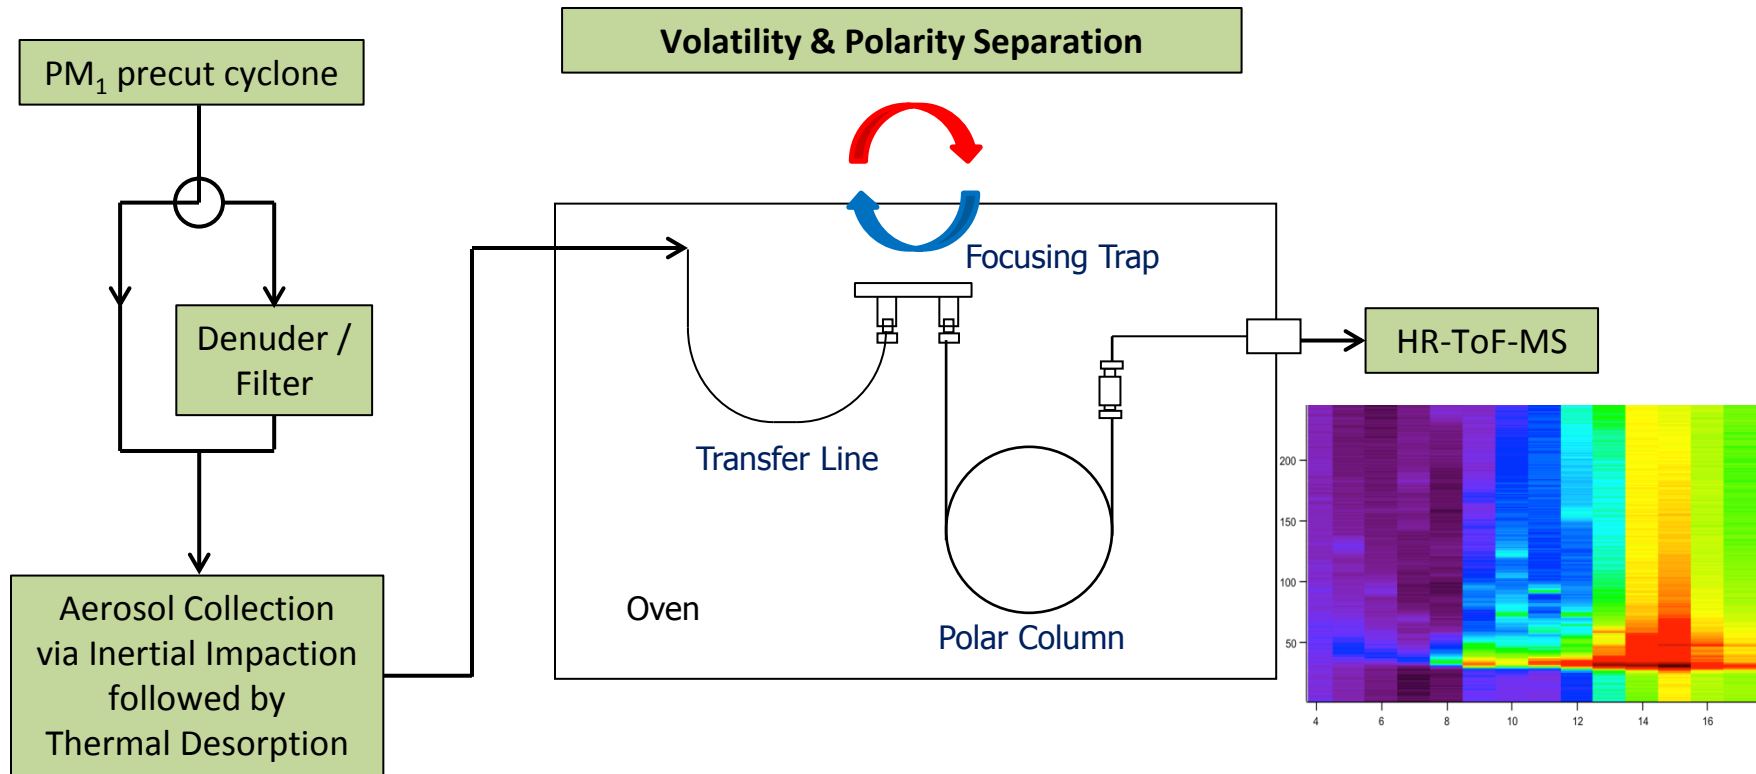 Volatility & Polarity Separation
PM₁ precut cyclone
Denuder /
Filter
Aerosol Collection
via Inertial Impaction
followed by
Thermal Desorption
Focusing Trap
Transfer Line
Oven
Polar Column
HR-ToF-MS
200
150
100
50
4 6 8 10 12 14 16